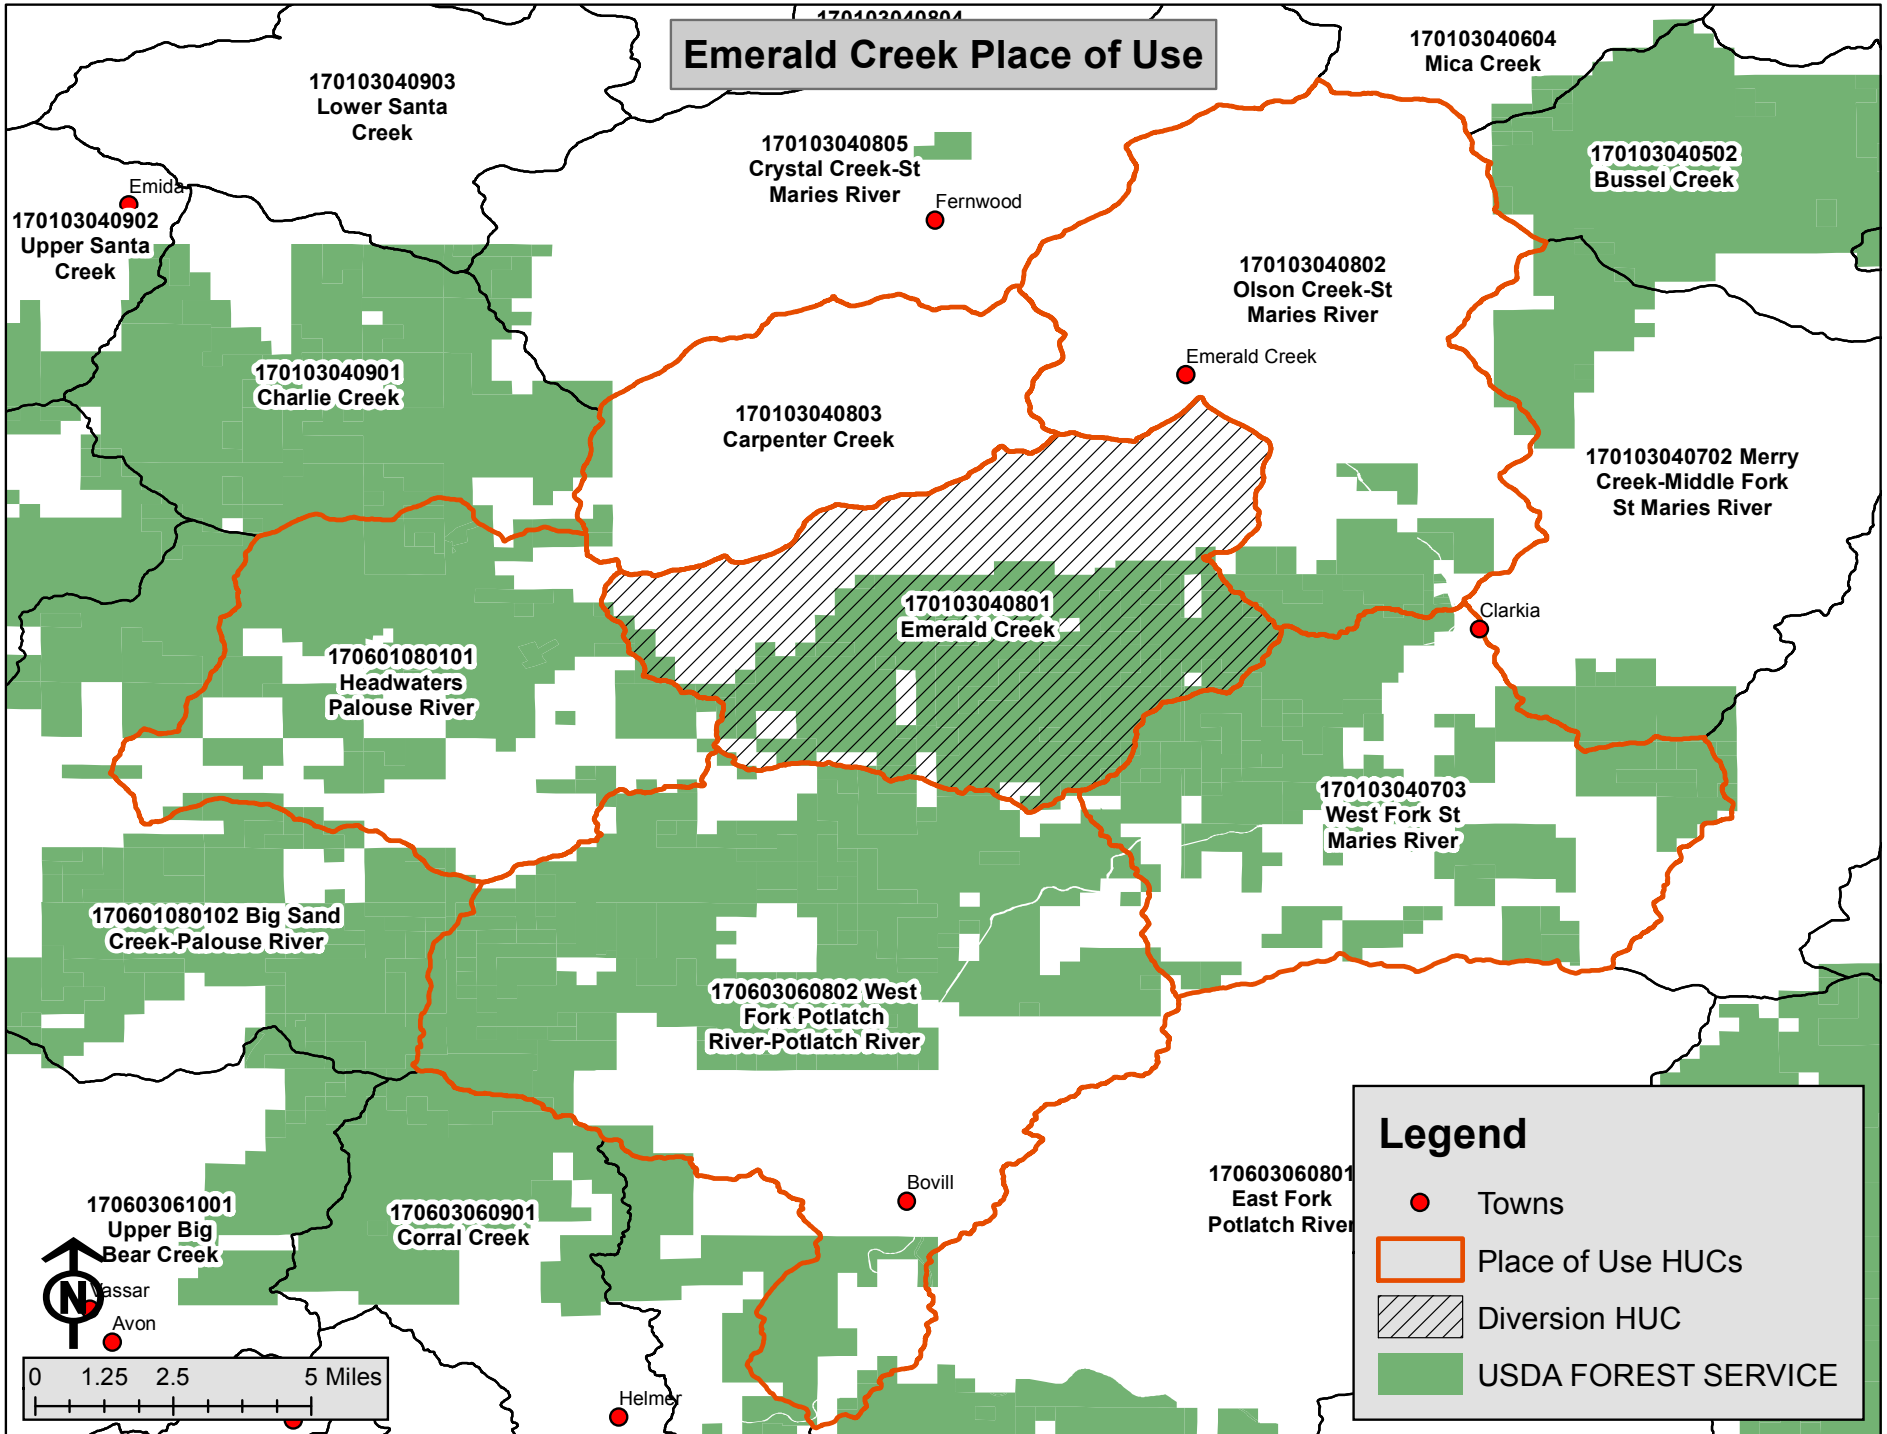 170103040804
Emerald Creek Place of Use
170103040604
Mica Creek
170103040903
Lower Santa
Creek
170103040805
Crystal Creek-St
Maries River
170103040502
Bussel Creek
Emida
Fernwood
170103040902
Upper Santa
Creek
170103040802
Olson Creek-St
Maries River
Emerald Creek
170103040901
Charlie Creek
170103040803
Carpenter Creek
170103040702 Merry
Creek-Middle Fork
St Maries River
170103040801
Emerald Creek
Clarkia
170601080101
Headwaters
Palouse River
170103040703
West Fork St
Maries River
170601080102 Big Sand
Creek-Palouse River
170603060802 West
Fork Potlatch
River-Potlatch River
Bovill
170603060801
East Fork
Potlatch River
170603061001
Upper Big
Bear Creek
170603060901
Corral Creek
N
Vassar
Avon
Helmer
0 1.25 2.5 5 Miles
Legend
Towns
Place of Use HUCs
Diversion HUC
USDA FOREST SERVICE